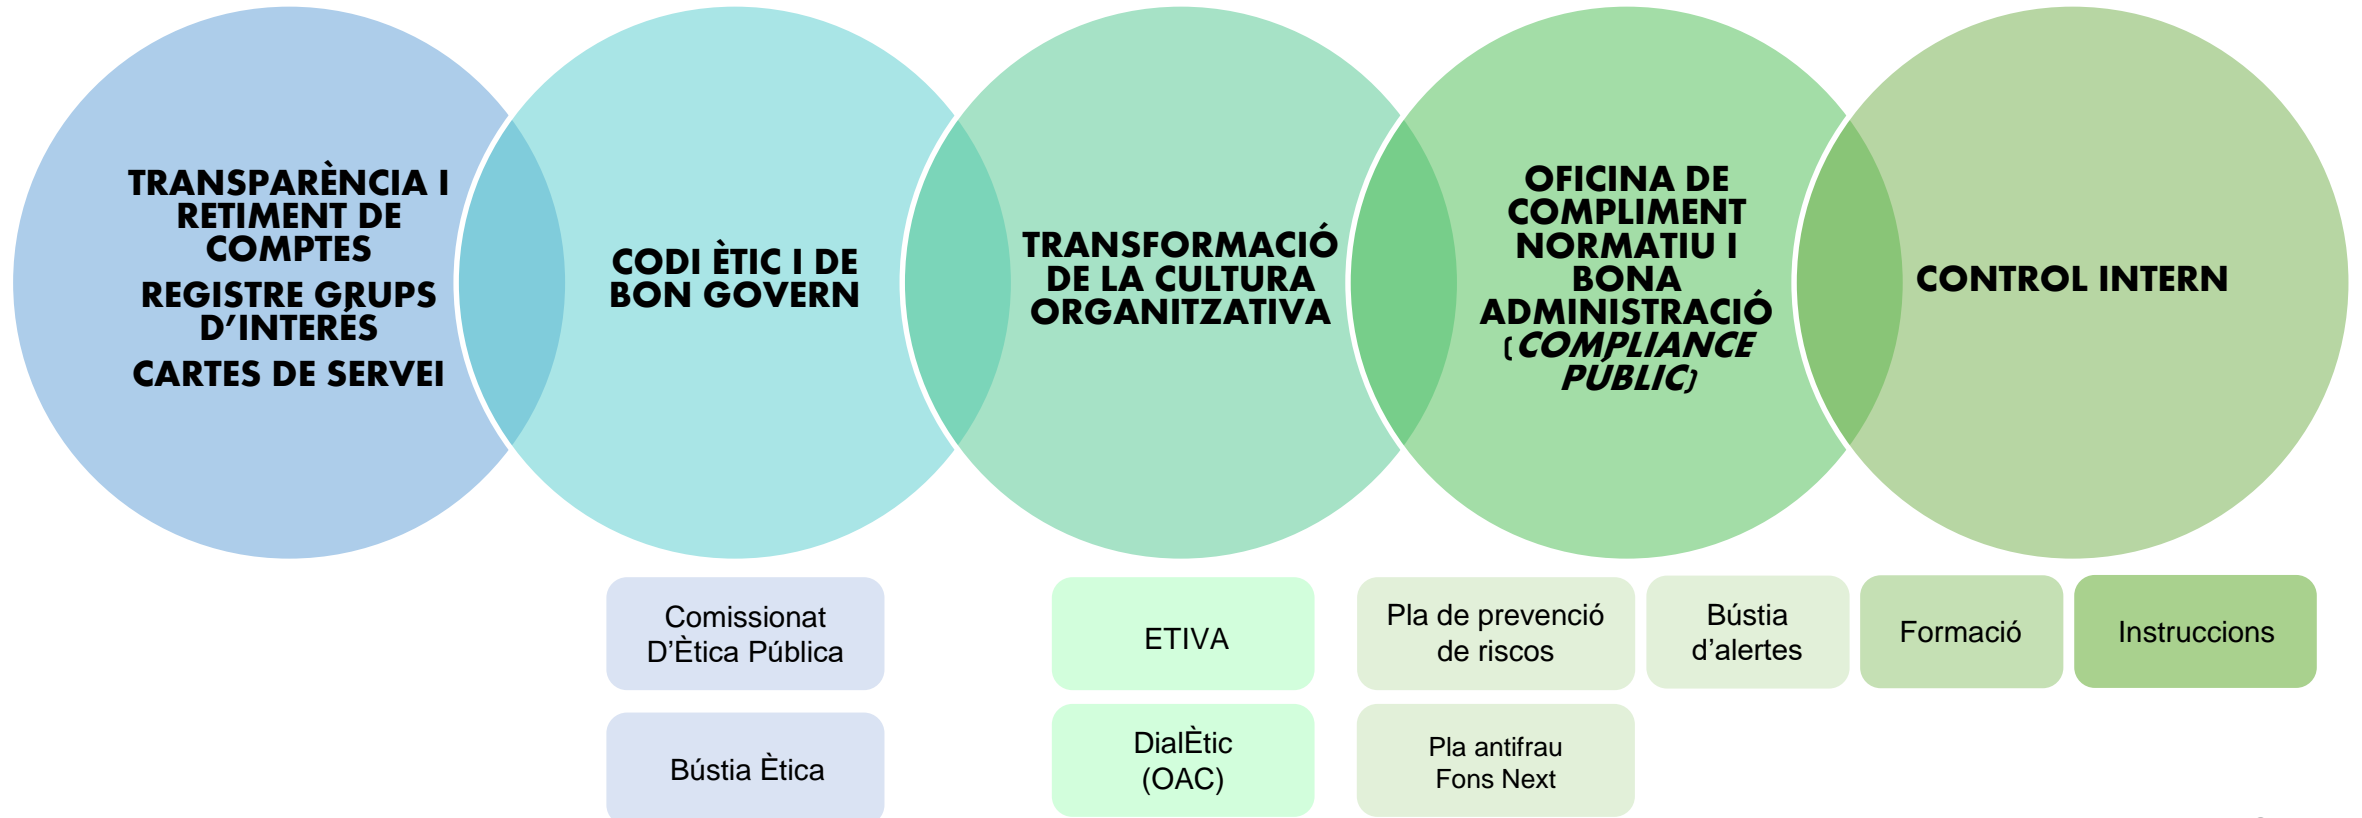 TRANSPARÈNCIA I
RETIMENT DE
COMPTES
REGISTRE GRUPS
D’INTERÉS
CARTES DE SERVEI
CODI ÈTIC I DE
BON GOVERN
TRANSFORMACIÓ
DE LA CULTURA
ORGANITZATIVA
OFICINA DE
COMPLIMENT
NORMATIU I
BONA
ADMINISTRACIÓ
(COMPLIANCE
PÚBLIC)
CONTROL INTERN
Comissionat
D’Ètica Pública
Bústia Ètica
ETIVA
DialÈtic
(OAC)
Pla de prevenció
de riscos
Pla antifrau
Fons Next
Bústia
d’alertes
Formació
Instruccions